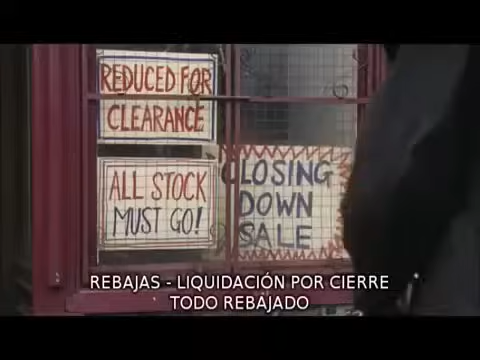 REDUCED FOR
CLEARANCE
ALL STOCK
MUST GO!
CLOSING
DOWN
SALE
REBAJAS - LIQUIDACIÓN POR CIERRE
TODO REBAJADO